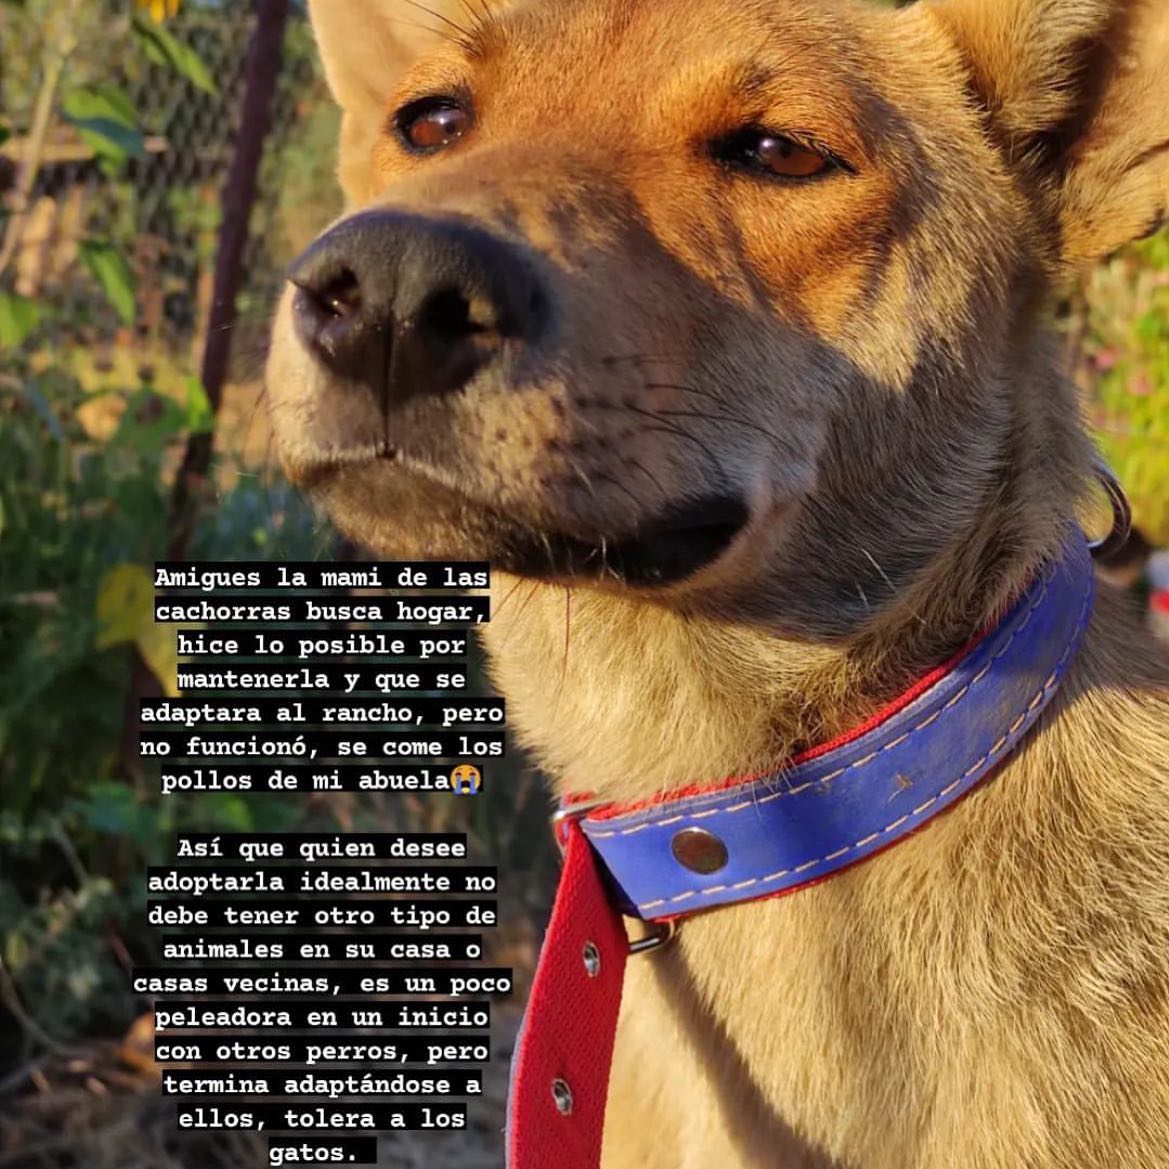 Amigues la mami de las
cachorras busca hogar,
hice lo posible por
mantenerla y que se
adaptara al rancho, pero
no funcionó, se come los
pollos de mi abuela😭
Así que quien desee
adoptarla idealmente no
debe tener otro tipo de
animales en su casa o
casas vecinas, es un poco
peleadora en un inicio
con otros perros, pero
termina adaptándose a
ellos, tolera a los
gatos.